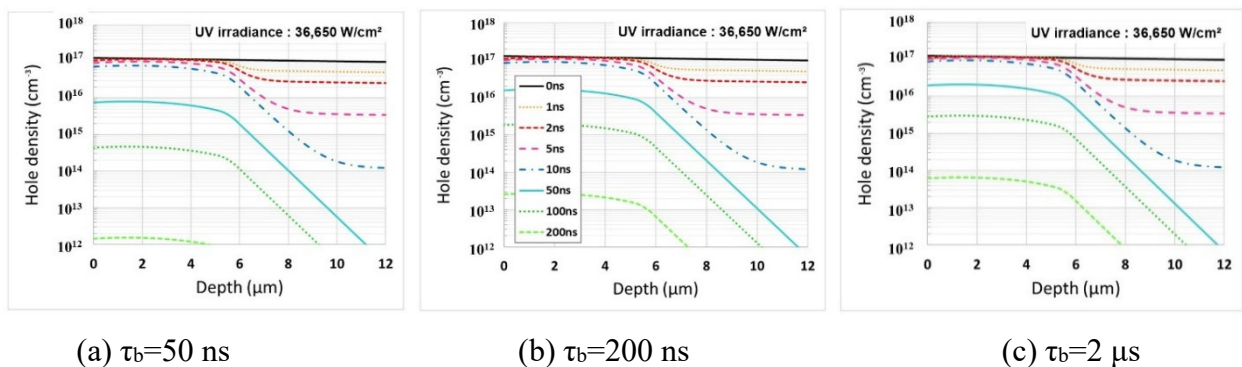 UV irradiance : 36,650 W/cm²
Hole density (cm⁻³)
10¹⁸
10¹⁷
10¹⁶
10¹⁵
10¹⁴
10¹³
10¹²
0 2 4 6 8 10 12
Depth (μm)
(a) τb=50 ns
UV irradiance : 36,650 W/cm²
Hole density (cm⁻³)
10¹⁸
10¹⁷
10¹⁶
10¹⁵
10¹⁴
10¹³
10¹²
0ns
1ns
2ns
5ns
10ns
50ns
100ns
200ns
0 2 4 6 8 10 12
Depth (μm)
(b) τb=200 ns
UV irradiance : 36,650 W/cm²
Hole density (cm⁻³)
10¹⁸
10¹⁷
10¹⁶
10¹⁵
10¹⁴
10¹³
10¹²
0 2 4 6 8 10 12
Depth (μm)
(c) τb=2 μs